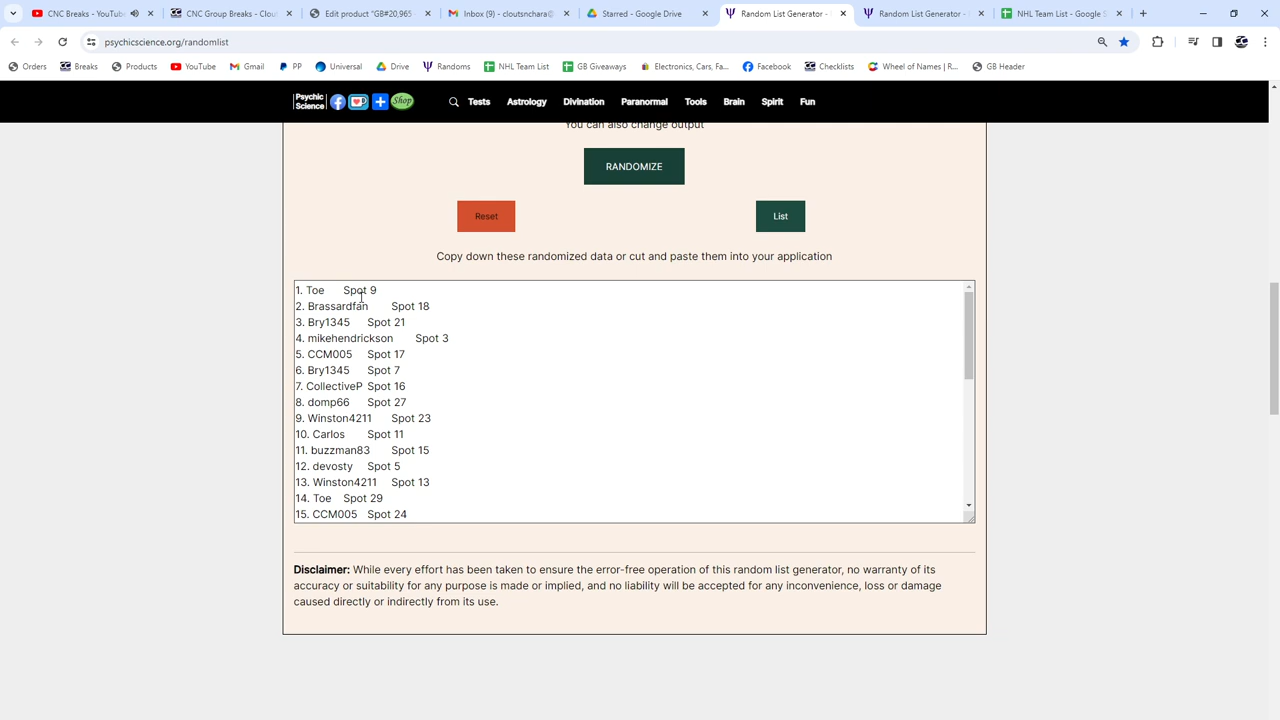 CNC Breaks - YouTube
CNC Group Breaks - Clou
Edit product "GB#20,965
Inbox (9) - cloutsnchara@
Starred - Google Drive
Random List Generator -
Random List Generator -
NHL Team List - Google S
psychicscience.org/randomlist
Orders
Breaks
Products
YouTube
Gmail
PP
Universal
Drive
Randoms
NHL Team List
GB Giveaways
Electronics, Cars, Fa...
Facebook
Checklists
Wheel of Names | R...
GB Header
Psychic
Science
Shop
Tests
Astrology
Divination
Paranormal
Tools
Brain
Spirit
Fun
You can also change output
RANDOMIZE
Reset
List
Copy down these randomized data or cut and paste them into your application
1. Toe Spot 9
2. Brassardfan Spot 18
3. Bry1345 Spot 21
4. mikehendrickson Spot 3
5. CCM005 Spot 17
6. Bry1345 Spot 7
7. CollectiveP Spot 16
8. domp66 Spot 27
9. Winston4211 Spot 23
10. Carlos Spot 11
11. buzzman83 Spot 15
12. devosty Spot 5
13. Winston4211 Spot 13
14. Toe Spot 29
15. CCM005 Spot 24
Disclaimer: While every effort has been taken to ensure the error-free operation of this random list generator, no warranty of its
accuracy or suitability for any purpose is made or implied, and no liability will be accepted for any inconvenience, loss or damage
caused directly or indirectly from its use.